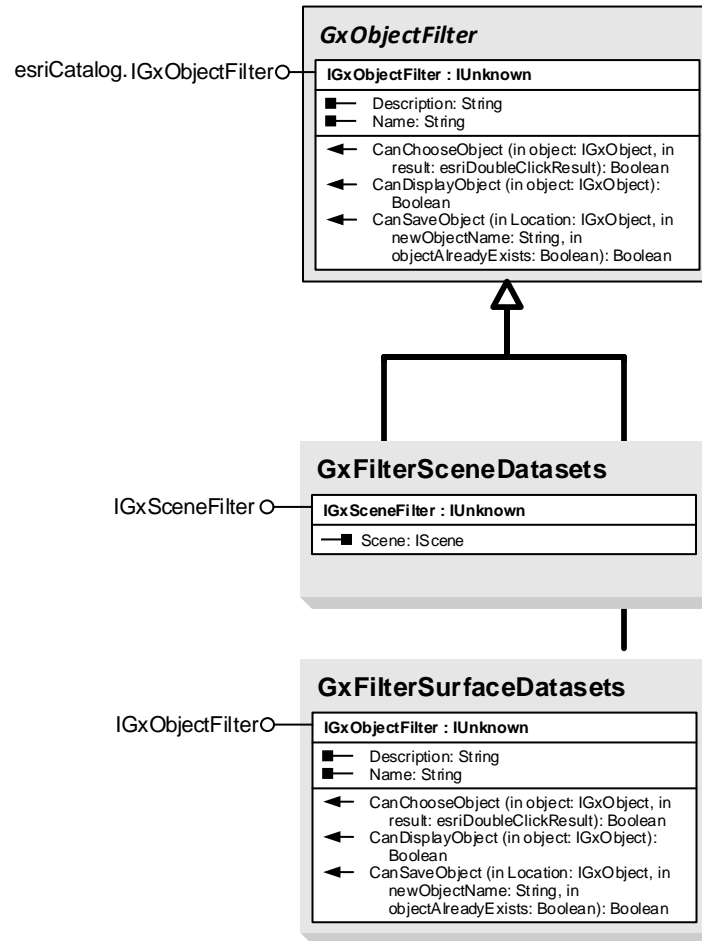 GxObjectFilter
esriCatalog. IGxObjectFilter
IGxObjectFilter : IUnknown
Description: String
Name: String
CanChooseObject (in object: IGxObject, in
result: esriDoubleClickResult): Boolean
CanDisplayObject (in object: IGxObject):
Boolean
CanSaveObject (in Location: IGxObject, in
newObjectName: String, in
objectAlreadyExists: Boolean): Boolean
GxFilterSceneDatasets
IGxSceneFilter
IGxSceneFilter : IUnknown
Scene: IScene
GxFilterSurfaceDatasets
IGxObjectFilter
IGxObjectFilter : IUnknown
Description: String
Name: String
CanChooseObject (in object: IGxObject, in
result: esriDoubleClickResult): Boolean
CanDisplayObject (in object: IGxObject):
Boolean
CanSaveObject (in Location: IGxObject, in
newObjectName: String, in
objectAlreadyExists: Boolean): Boolean